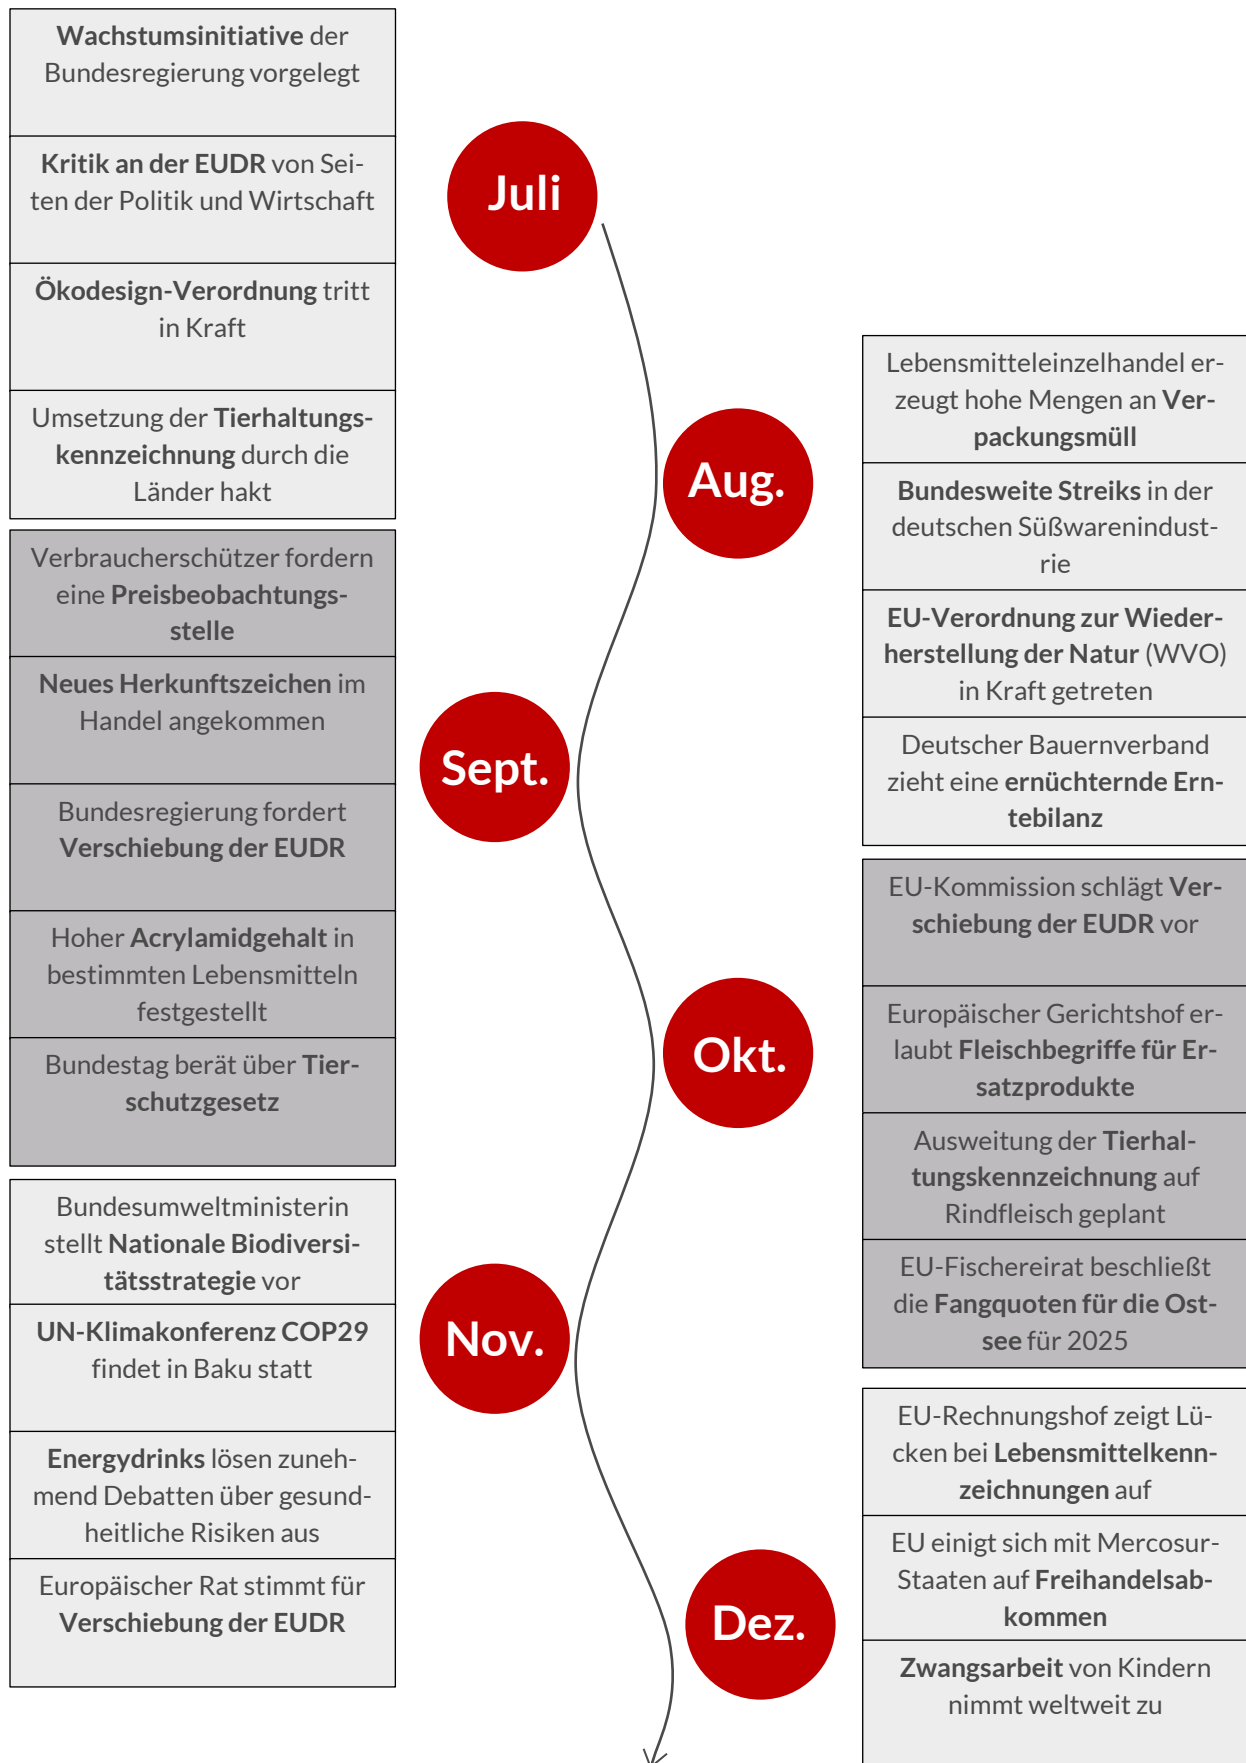 Wachstumsinitiative der
Bundesregierung vorgelegt
Kritik an der EUDR von Sei-
ten der Politik und Wirtschaft
Ökodesign-Verordnung tritt
in Kraft
Umsetzung der Tierhaltungs-
kennzeichnung durch die
Länder hakt
Juli
Lebensmitteleinzelhandel er-
zeugt hohe Mengen an Ver-
packungsmüll
Bundesweite Streiks in der
deutschen Süßwarenindust-
rie
EU-Verordnung zur Wieder-
herstellung der Natur (WVO)
in Kraft getreten
Deutscher Bauernverband
zieht eine ernüchternde Ern-
tebilanz
Aug.
Verbraucherschützer fordern
eine Preisbeobachtungs-
stelle
Neues Herkunftszeichen im
Handel angekommen
Bundesregierung fordert
Verschiebung der EUDR
Hoher Acrylamidgehalt in
bestimmten Lebensmitteln
festgestellt
Bundestag berät über Tier-
schutzgesetz
Sept.
EU-Kommission schlägt Ver-
schiebung der EUDR vor
Europäischer Gerichtshof er-
laubt Fleischbegriffe für Er-
satzprodukte
Ausweitung der Tierhal-
tungskennzeichnung auf
Rindfleisch geplant
EU-Fischereirat beschließt
die Fangquoten für die Ost-
see für 2025
Okt.
Bundesumweltministerin
stellt Nationale Biodiversi-
tätsstrategie vor
UN-Klimakonferenz COP29
findet in Baku statt
Energydrinks lösen zuneh-
mend Debatten über gesund-
heitliche Risiken aus
Europäischer Rat stimmt für
Verschiebung der EUDR
Nov.
EU-Rechnungshof zeigt Lü-
cken bei Lebensmittelkenn-
zeichnungen auf
EU einigt sich mit Mercosur-
Staaten auf Freihandelsab-
kommen
Zwangsarbeit von Kindern
nimmt weltweit zu
Dez.